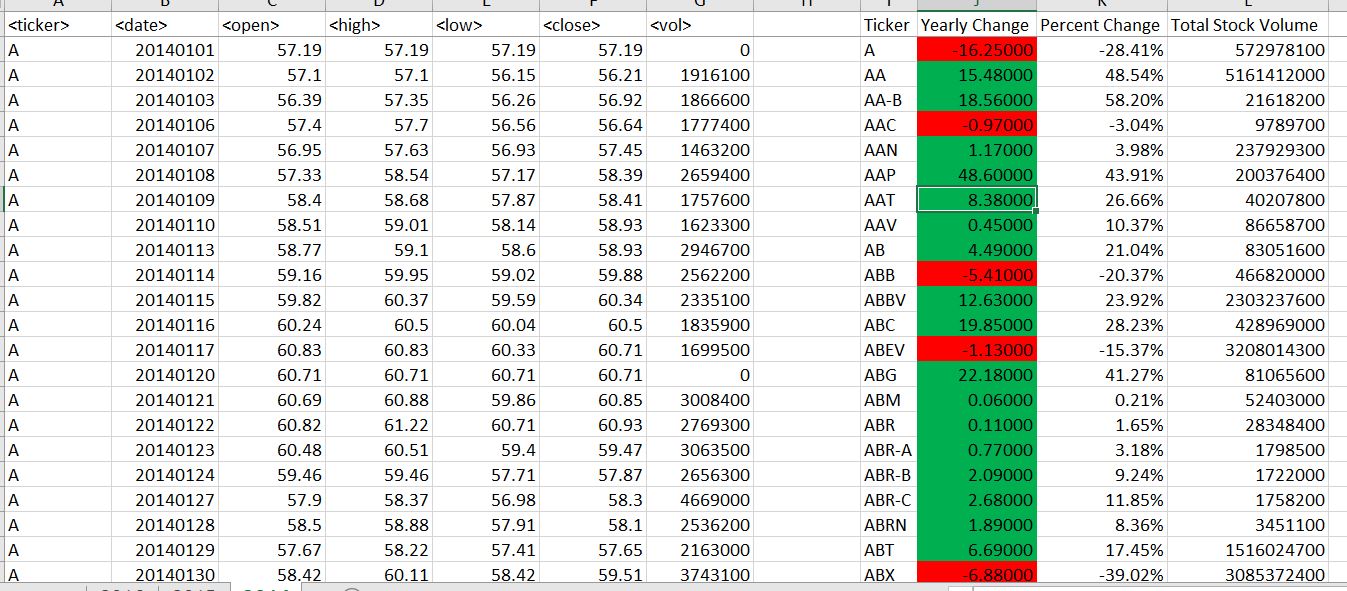 <ticker> <date> <open> <high> <low> <close> <vol> Ticker Yearly Change Percent Change Total Stock Volume
A 20140101 57.19 57.19 57.19 57.19 0 A -16.25000 -28.41% 572978100
A 20140102 57.1 57.1 56.15 56.21 1916100 AA 15.48000 48.54% 5161412000
A 20140103 56.39 57.35 56.26 56.92 1866600 AA-B 18.56000 58.20% 21618200
A 20140106 57.4 57.7 56.56 56.64 1777400 AAC -0.97000 -3.04% 9789700
A 20140107 56.95 57.63 56.93 57.45 1463200 AAN 1.17000 3.98% 237929300
A 20140108 57.33 58.54 57.17 58.39 2659400 AAP 48.60000 43.91% 200376400
A 20140109 58.4 58.68 57.87 58.41 1757600 AAT 8.38000 26.66% 40207800
A 20140110 58.51 59.01 58.14 58.93 1623300 AAV 0.45000 10.37% 86658700
A 20140113 58.77 59.1 58.6 58.93 2946700 AB 4.49000 21.04% 83051600
A 20140114 59.16 59.95 59.02 59.88 2562200 ABB -5.41000 -20.37% 466820000
A 20140115 59.82 60.37 59.59 60.34 2335100 ABBV 12.63000 23.92% 2303237600
A 20140116 60.24 60.5 60.04 60.5 1835900 ABC 19.85000 28.23% 428969000
A 20140117 60.83 60.83 60.33 60.71 1699500 ABEV -1.13000 -15.37% 3208014300
A 20140120 60.71 60.71 60.71 60.71 0 ABG 22.18000 41.27% 81065600
A 20140121 60.69 60.88 59.86 60.85 3008400 ABM 0.06000 0.21% 52403000
A 20140122 60.82 61.22 60.71 60.93 2769300 ABR 0.11000 1.65% 28348400
A 20140123 60.48 60.51 59.4 59.47 3063500 ABR-A 0.77000 3.18% 1798500
A 20140124 59.46 59.46 57.71 57.87 2656300 ABR-B 2.09000 9.24% 1722000
A 20140127 57.9 58.37 56.98 58.3 4669000 ABR-C 2.68000 11.85% 1758200
A 20140128 58.5 58.88 57.91 58.1 2536200 ABRN 1.89000 8.36% 3451100
A 20140129 57.67 58.22 57.41 57.65 2163000 ABT 6.69000 17.45% 1516024700
A 20140130 58.42 60.11 58.42 59.51 3743100 ABX -6.88000 -39.02% 3085372400